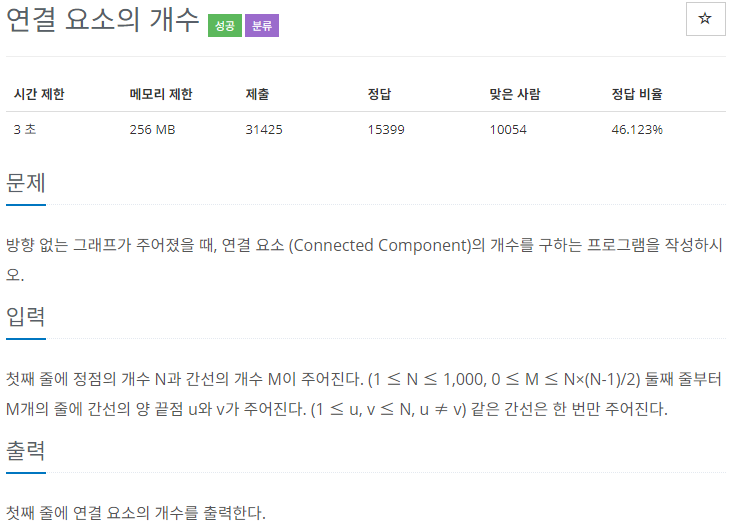 연결 요소의 개수 성공 분류
☆
시간 제한 메모리 제한 제출 정답 맞은 사람 정답 비율
3 초 256 MB 31425 15399 10054 46.123%
문제
방향 없는 그래프가 주어졌을 때, 연결 요소 (Connected Component)의 개수를 구하는 프로그램을 작성하시
오.
입력
첫째 줄에 정점의 개수 N과 간선의 개수 M이 주어진다. (1 ≤ N ≤ 1,000, 0 ≤ M ≤ N×(N-1)/2) 둘째 줄부터
M개의 줄에 간선의 양 끝점 u와 v가 주어진다. (1 ≤ u, v ≤ N, u ≠ v) 같은 간선은 한 번만 주어진다.
출력
첫째 줄에 연결 요소의 개수를 출력한다.